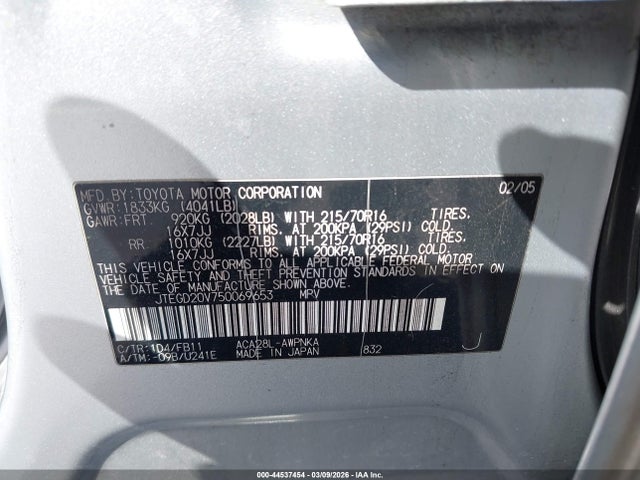 MFD.BY:TOYOTA MOTOR CORPORATION 02/05
GVWR:1833KG (4041LB)
GAWR:FRT. 920KG (2028LB) WITH 215/70R16 TIRES.
16X7JJ RIMS. AT 200KPA (29PSI) COLD.
RR 1010KG (2227LB) WITH 215/70R16 TIRES.
16X7JJ RIMS. AT 200KPA (29PSI) COLD.
THIS VEHICLE CONFORMS TO ALL APPLICABLE FEDERAL MOTOR
VEHICLE SAFETY AND THEFT PREVENTION STANDARDS IN EFFECT
ON THE DATE OF MANUFACTURE SHOWN ABOVE.
JTEGD20V750069653 MPV
C/TR:1D4/FB11 ACA28L-AWPNKA
A/TM:-09B/U241E MADE IN JAPAN 832 J
000-44537454 - 03/09/2026 - IAA Inc.